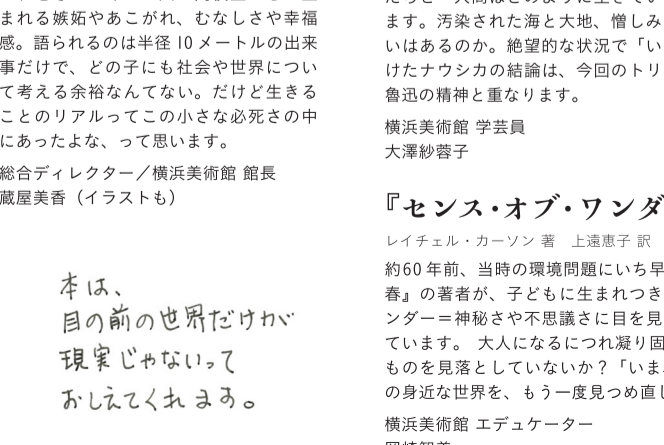 まれる嫉妬やあこがれ、むなしさや幸福
感。語られるのは半径 10 メートルの出来
事だけで、どの子にも社会や世界につい
て考える余裕なんてない。だけど生きる
ことのリアルってこの小さな必死さの中
にあったよな、って思います。
総合ディレクター／横浜美術館 館長
蔵屋美香（イラストも）
本は、
目の前の世界だけが
現実じゃないって
おしえてくれます。
ます。汚染された海と大地、憎しみ
いはあるのか。絶望的な状況で「い
けたナウシカの結論は、今回のトリ
魯迅の精神と重なります。
横浜美術館 学芸員
大澤紗蓉子
『センス・オブ・ワンダ
レイチェル・カーソン 著　上遠恵子 訳
約60 年前、当時の環境問題にいち早
春』の著者が、子どもに生まれつき
ンダー＝神秘さや不思議さに目を見
ています。 大人になるにつれ凝り固
ものを見落としていないか？「いま
の身近な世界を、もう一度見つめ直し
横浜美術館 エデュケーター